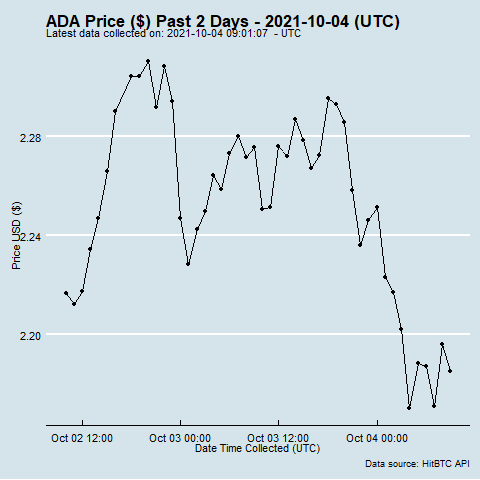 ADA Price ($) Past 2 Days - 2021-10-04 (UTC)
Latest data collected on: 2021-10-04 09:01:07  - UTC
Price USD ($)
2.28
2.24
2.20
Oct 02 12:00
Oct 03 00:00
Oct 03 12:00
Oct 04 00:00
Date Time Collected (UTC)
Data source: HitBTC API